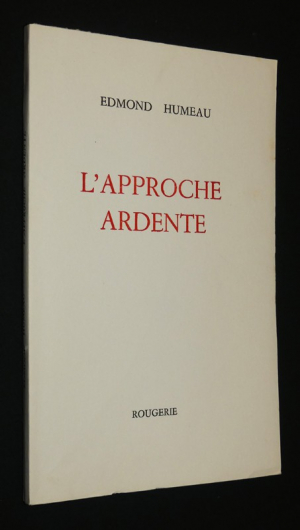 EDMOND HUMEAU
L'APPROCHE
ARDENTE
ROUGERIE